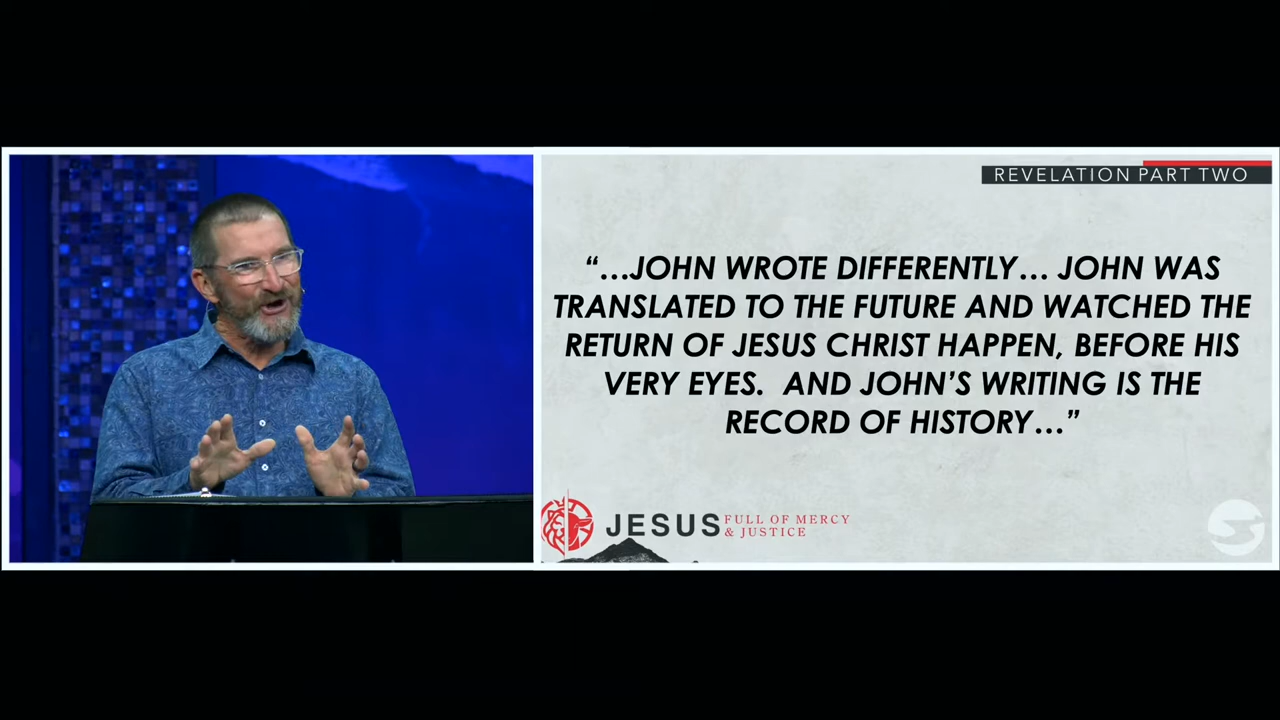 REVELATION PART TWO
“…JOHN WROTE DIFFERENTLY… JOHN WAS
TRANSLATED TO THE FUTURE AND WATCHED THE
RETURN OF JESUS CHRIST HAPPEN, BEFORE HIS
VERY EYES.  AND JOHN’S WRITING IS THE
RECORD OF HISTORY…”
JESUS FULL OF MERCY
& JUSTICE